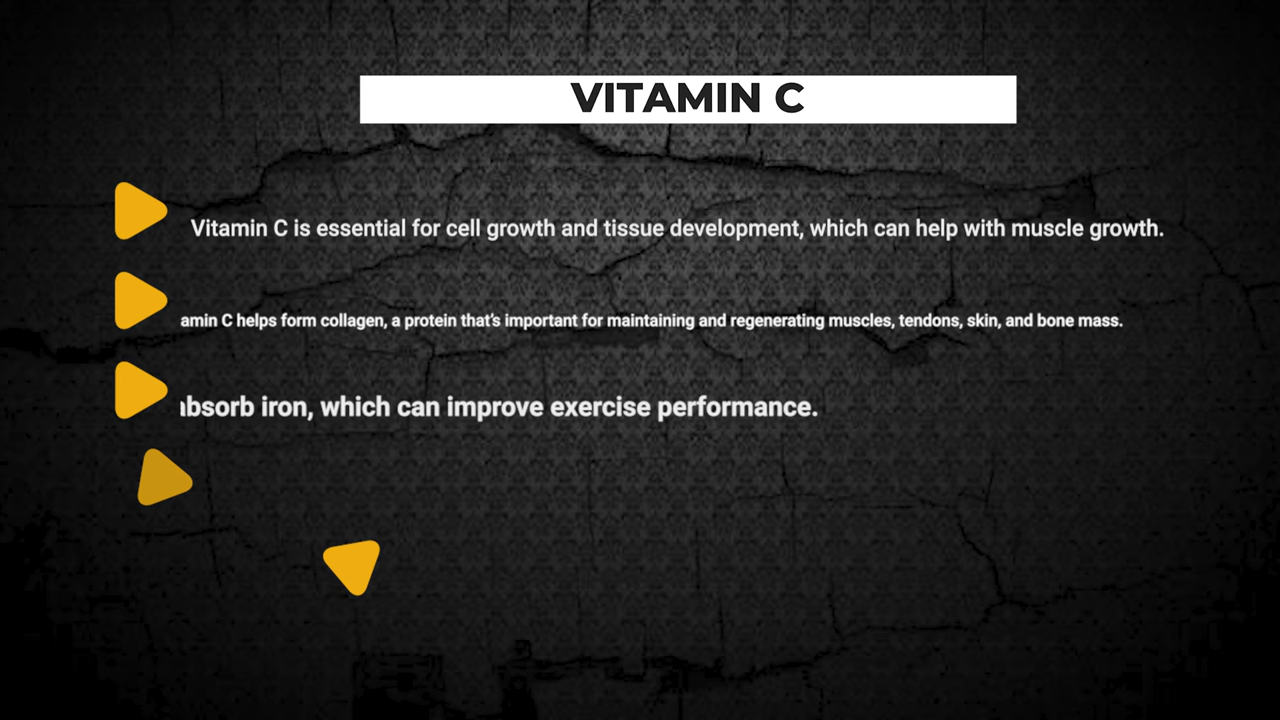 VITAMIN C
Vitamin C is essential for cell growth and tissue development, which can help with muscle growth.
amin C helps form collagen, a protein that's important for maintaining and regenerating muscles, tendons, skin, and bone mass.
absorb iron, which can improve exercise performance.